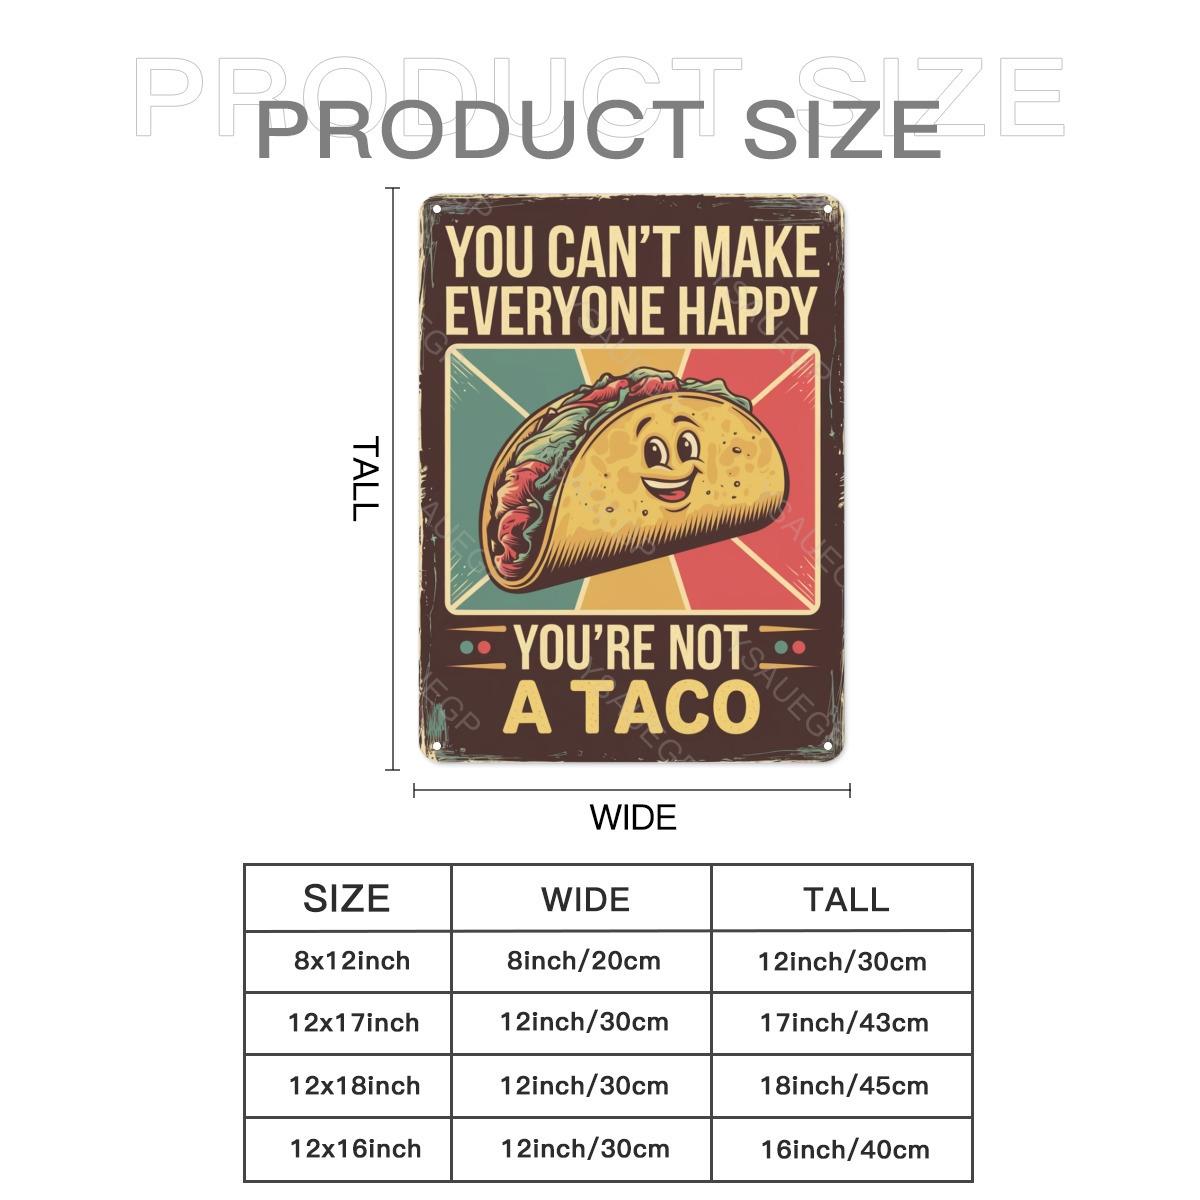 PRODUCT SIZE
PRODUCT SIZE
YOU CAN'T MAKE
EVERYONE HAPPY
YOU'RE NOT
A TACO
TALL
WIDE
SIZE WIDE TALL
8x12inch 8inch/20cm 12inch/30cm
12x17inch 12inch/30cm 17inch/43cm
12x18inch 12inch/30cm 18inch/45cm
12x16inch 12inch/30cm 16inch/40cm
YSAUEGP